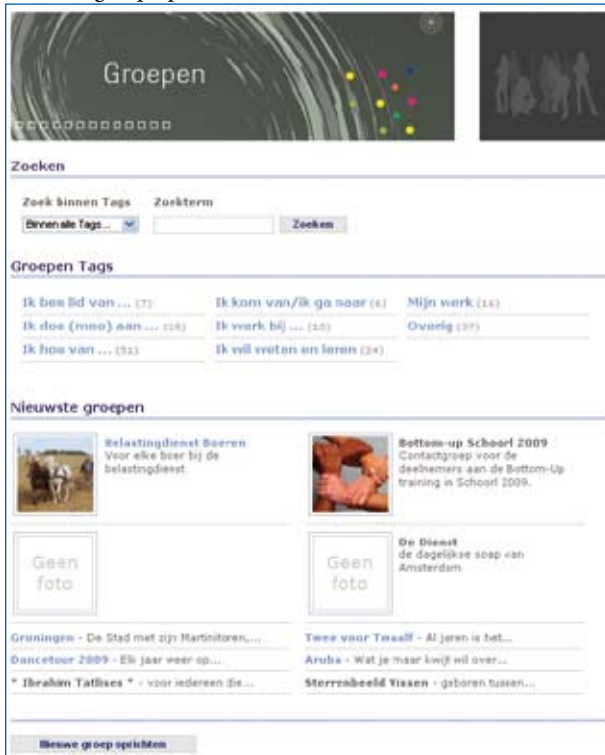 Groepen
Zoeken
Zoek binnen Tags Zoekterm
Binnen alle Tags... Zoeken
Groepen Tags
Ik ben lid van ... (7) Ik kom van/ik ga naar (6) Mijn werk (16)
Ik doe (mee) aan ... (18) Ik werk bij ... (10) Overig (37)
Ik hou van ... (51) Ik wil weten en leren (24)
Nieuwste groepen
Belastingdienst Boeren
Voor elke boer bij de
belastingdienst
Bottom-up Schoorl 2009
Contactgroep voor de
deelnemers aan de Bottom-Up
training in Schoorl 2009.
Geen
foto
Geen
foto
De Dienst
de dagelijkse soap van
Amsterdam
Groningen - De Stad met zijn Martinitoren,...
Twee voor Twaalf - Al jaren is het...
Dancetour 2009 - Elk jaar weer op...
Aruba - Wat je maar kwijt wil over...
* Ibrahim Tatlises * - voor iedereen die...
Sterrenbeeld Vissen - geboren tussen...
Nieuwe groep oprichten